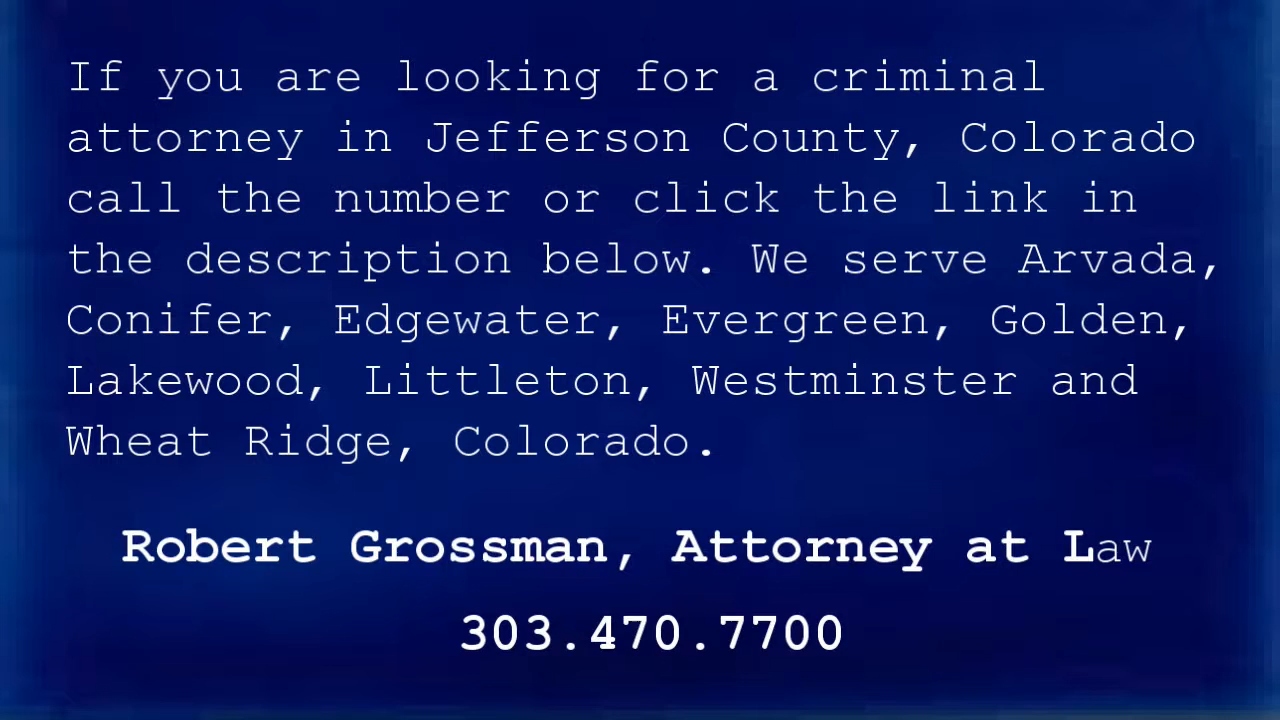 If you are looking for a criminal
attorney in Jefferson County, Colorado
call the number or click the link in
the description below. We serve Arvada,
Conifer, Edgewater, Evergreen, Golden,
Lakewood, Littleton, Westminster and
Wheat Ridge, Colorado.
Robert Grossman, Attorney at Law
303.470.7700